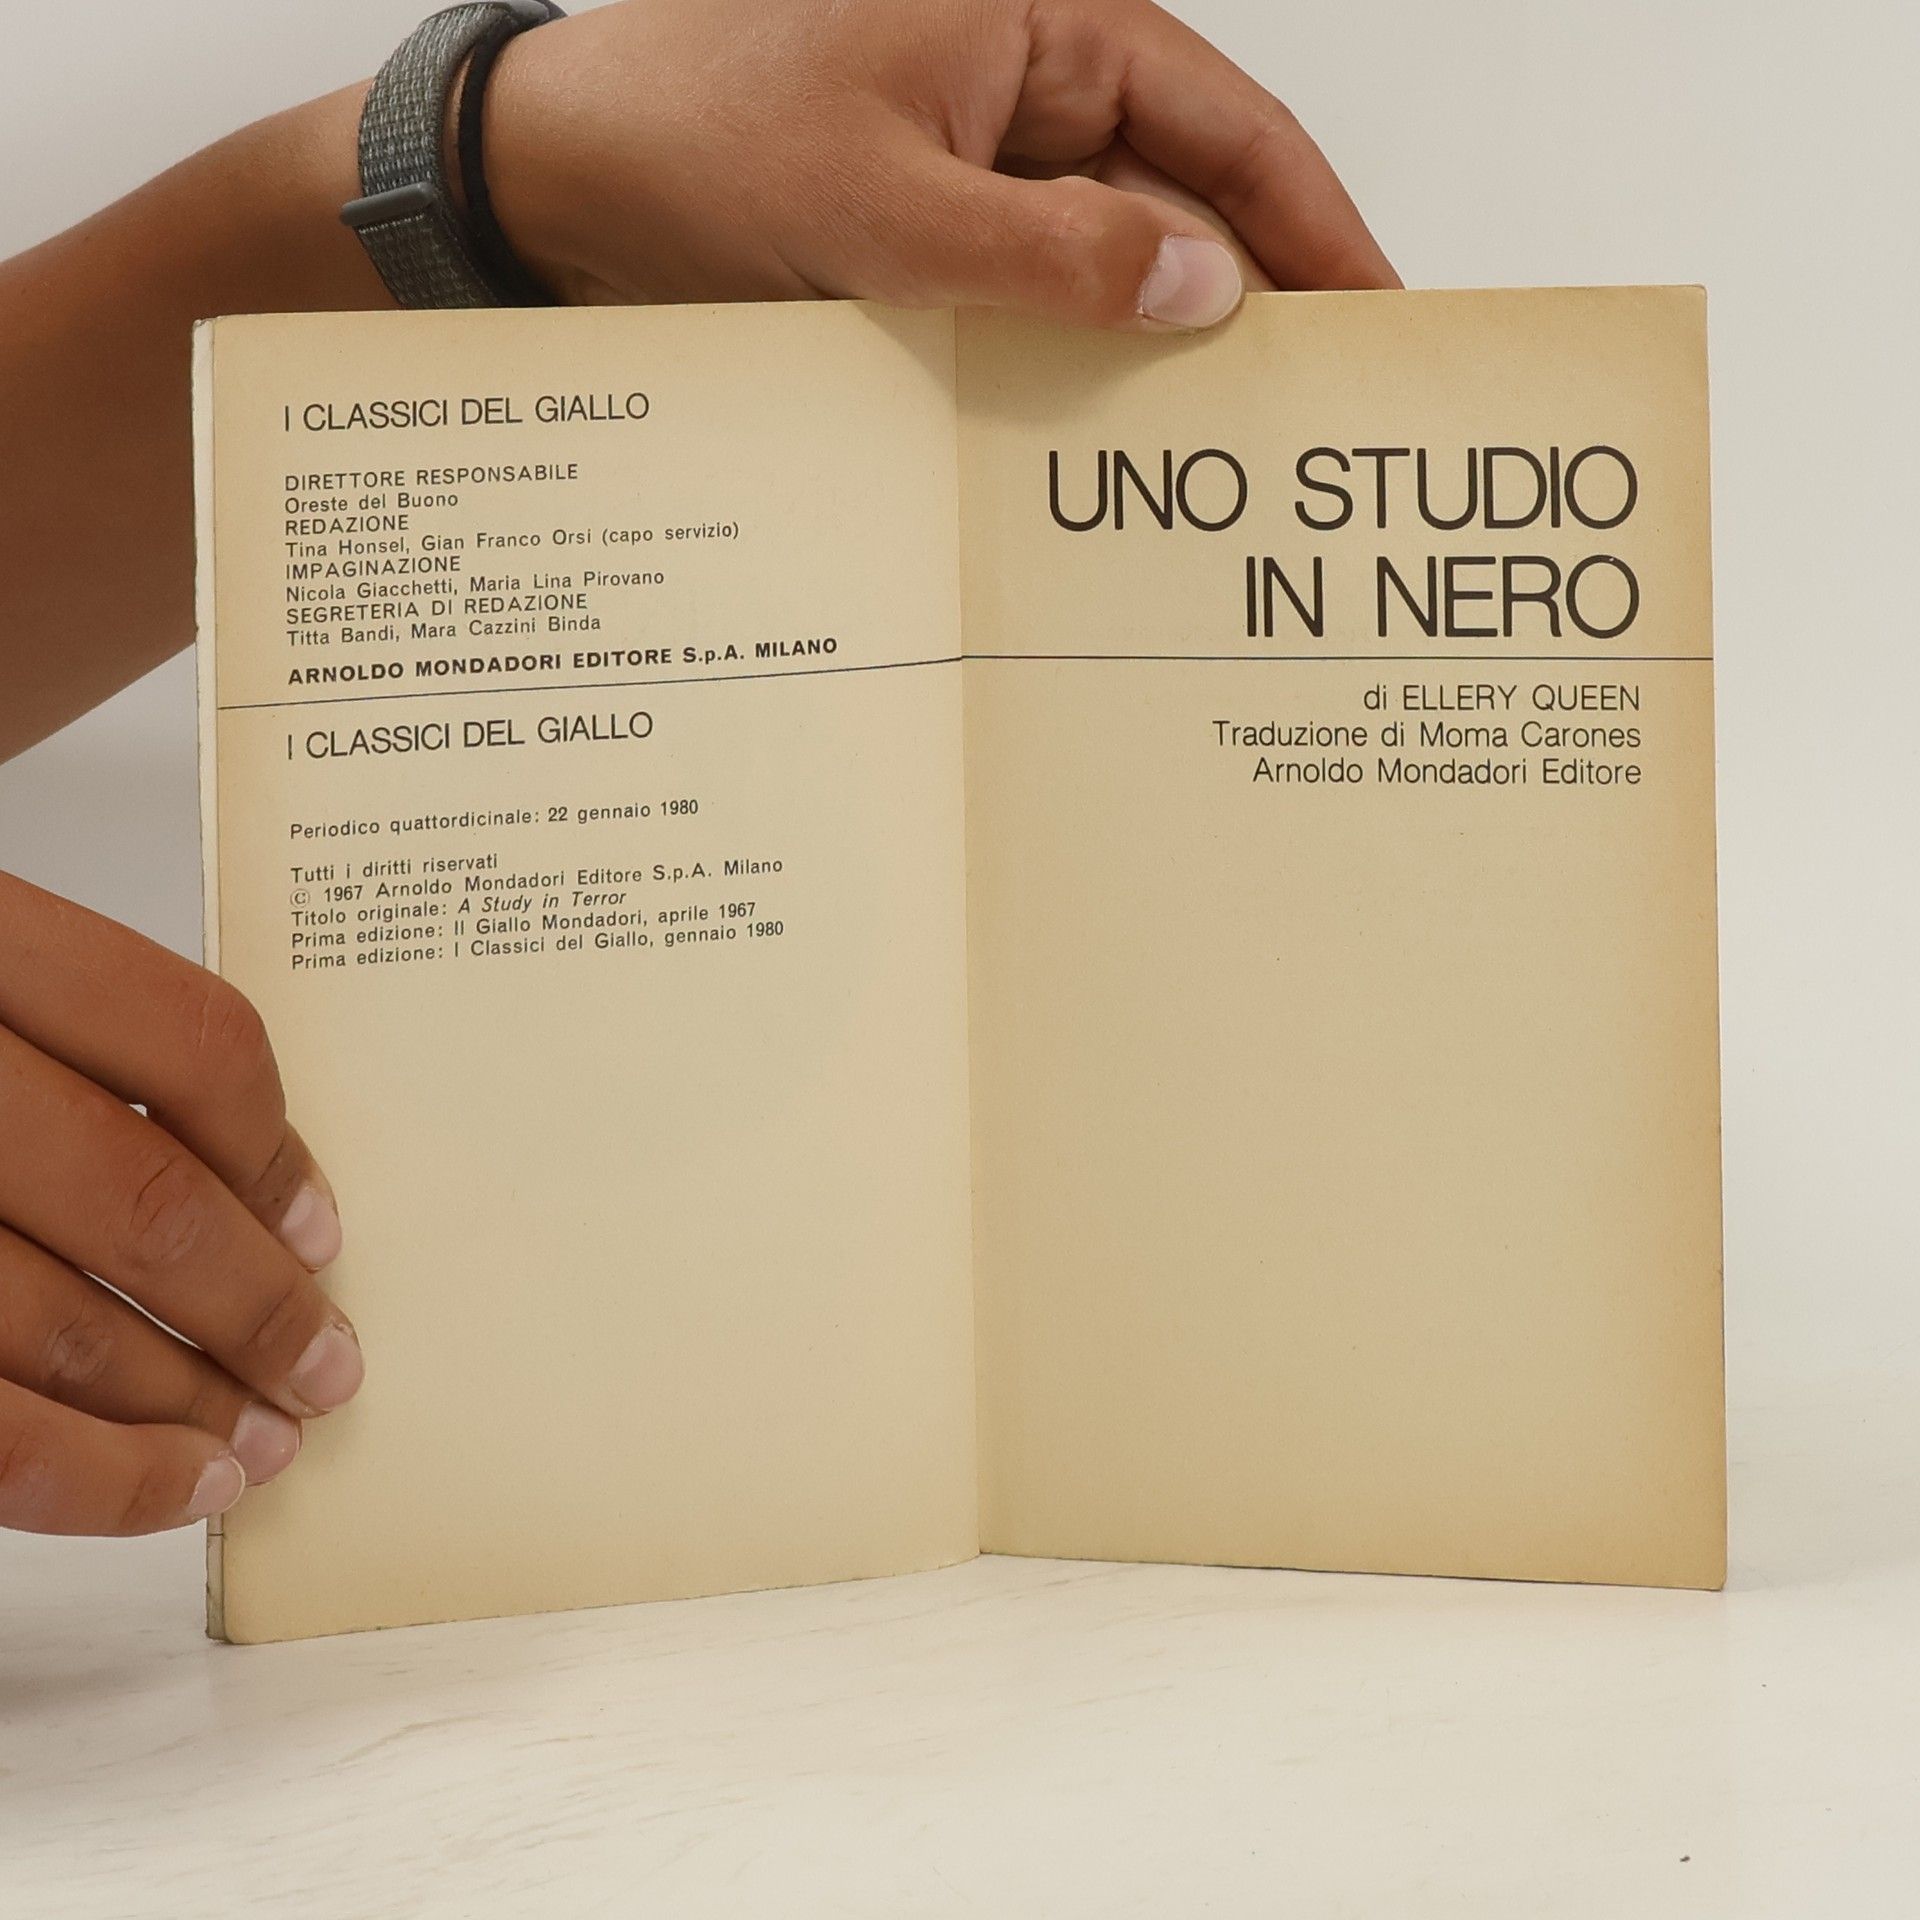 I CLASSICI DEL GIALLO
DIRETTORE RESPONSABILE
Oreste del Buono
REDAZIONE
Tina Honsel, Gian Franco Orsi (capo servizio)
IMPAGINAZIONE
Nicola Giacchetti, Maria Lina Pirovano
SEGRETERIA DI REDAZIONE
Titta Bandi, Mara Cazzini Binda
ARNOLDO MONDADORI EDITORE S.p.A. MILANO
I CLASSICI DEL GIALLO
Periodico quattordicinale: 22 gennaio 1980
Tutti i diritti riservati
© 1967 Arnoldo Mondadori Editore S.p.A. Milano
Titolo originale: A Study in Terror
Prima edizione: Il Giallo Mondadori, aprile 1967
Prima edizione: I Classici del Giallo, gennaio 1980
UNO STUDIO
IN NERO
di ELLERY QUEEN
Traduzione di Moma Carones
Arnoldo Mondadori Editore